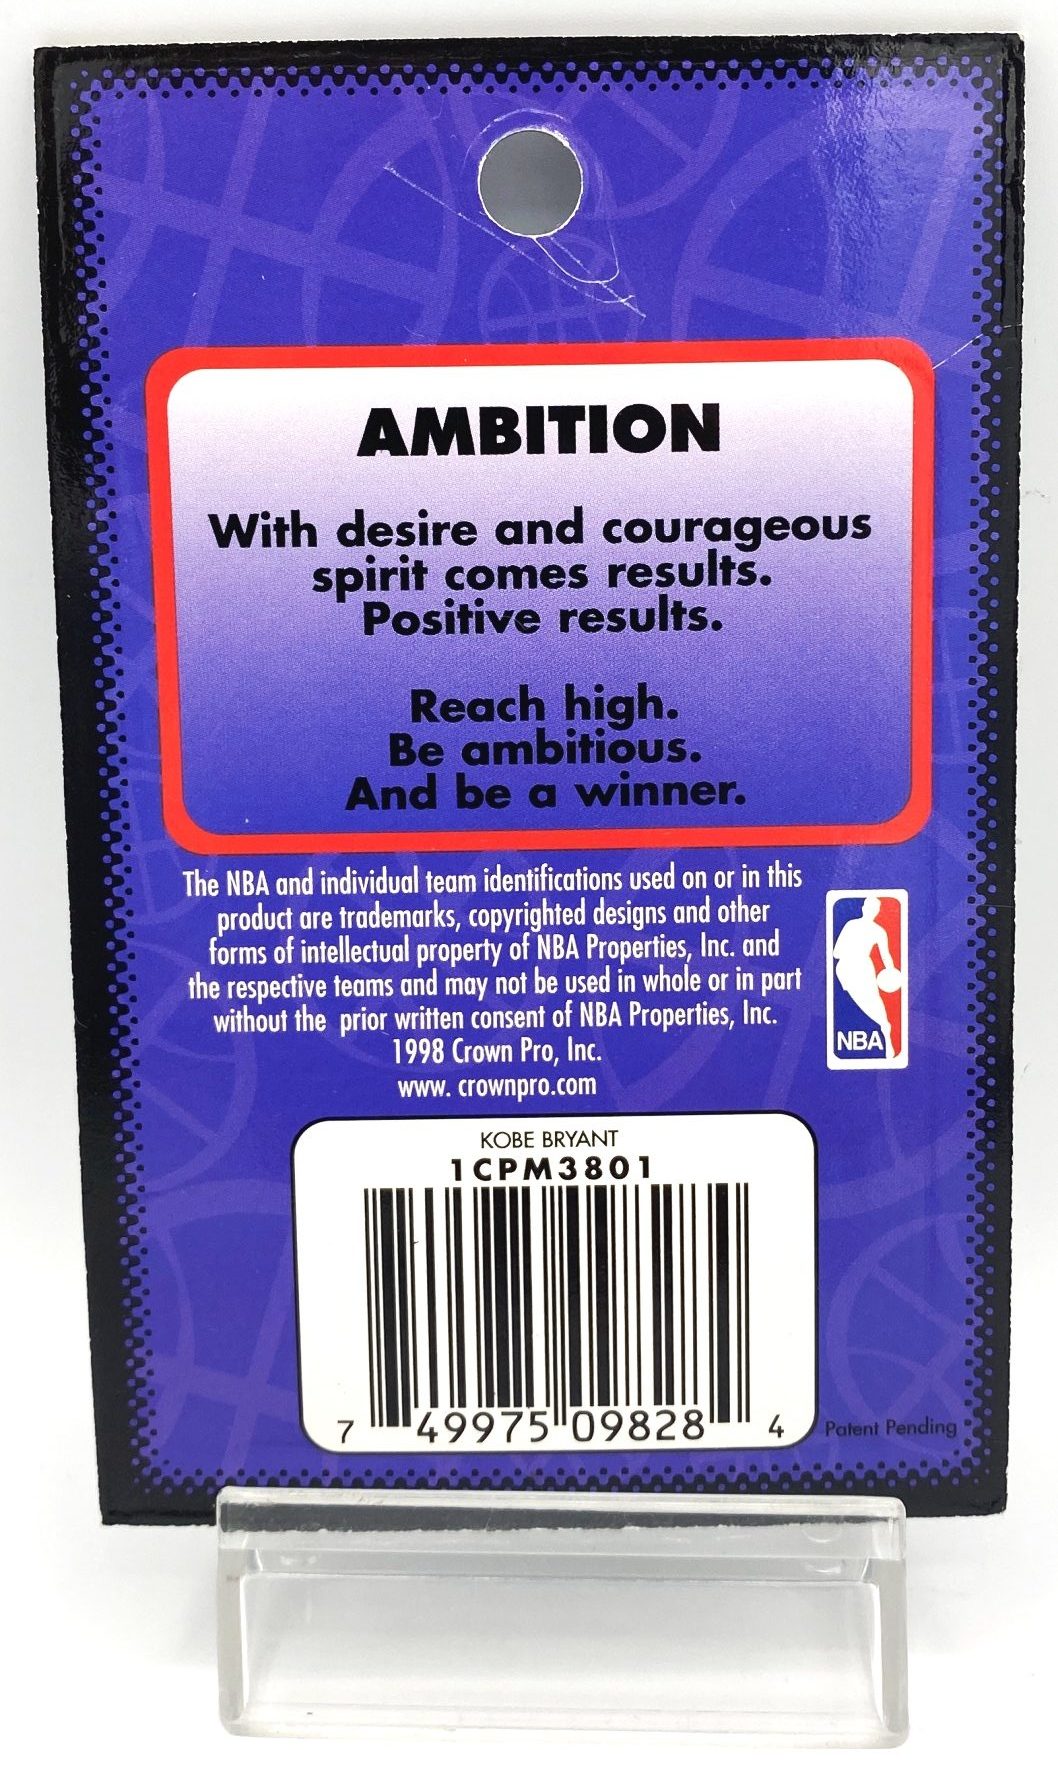 AMBITION
With desire and courageous
spirit comes results.
Positive results.
Reach high.
Be ambitious.
And be a winner.
The NBA and individual team identifications used on or in this
product are trademarks, copyrighted designs and other
forms of intellectual property of NBA Properties, Inc. and
the respective teams and may not be used in whole or in part
without the prior written consent of NBA Properties, Inc.
1998 Crown Pro, Inc.
www. crownpro.com
NBA
KOBE BRYANT
1CPM3801
7 49975 09828 4
Patent Pending